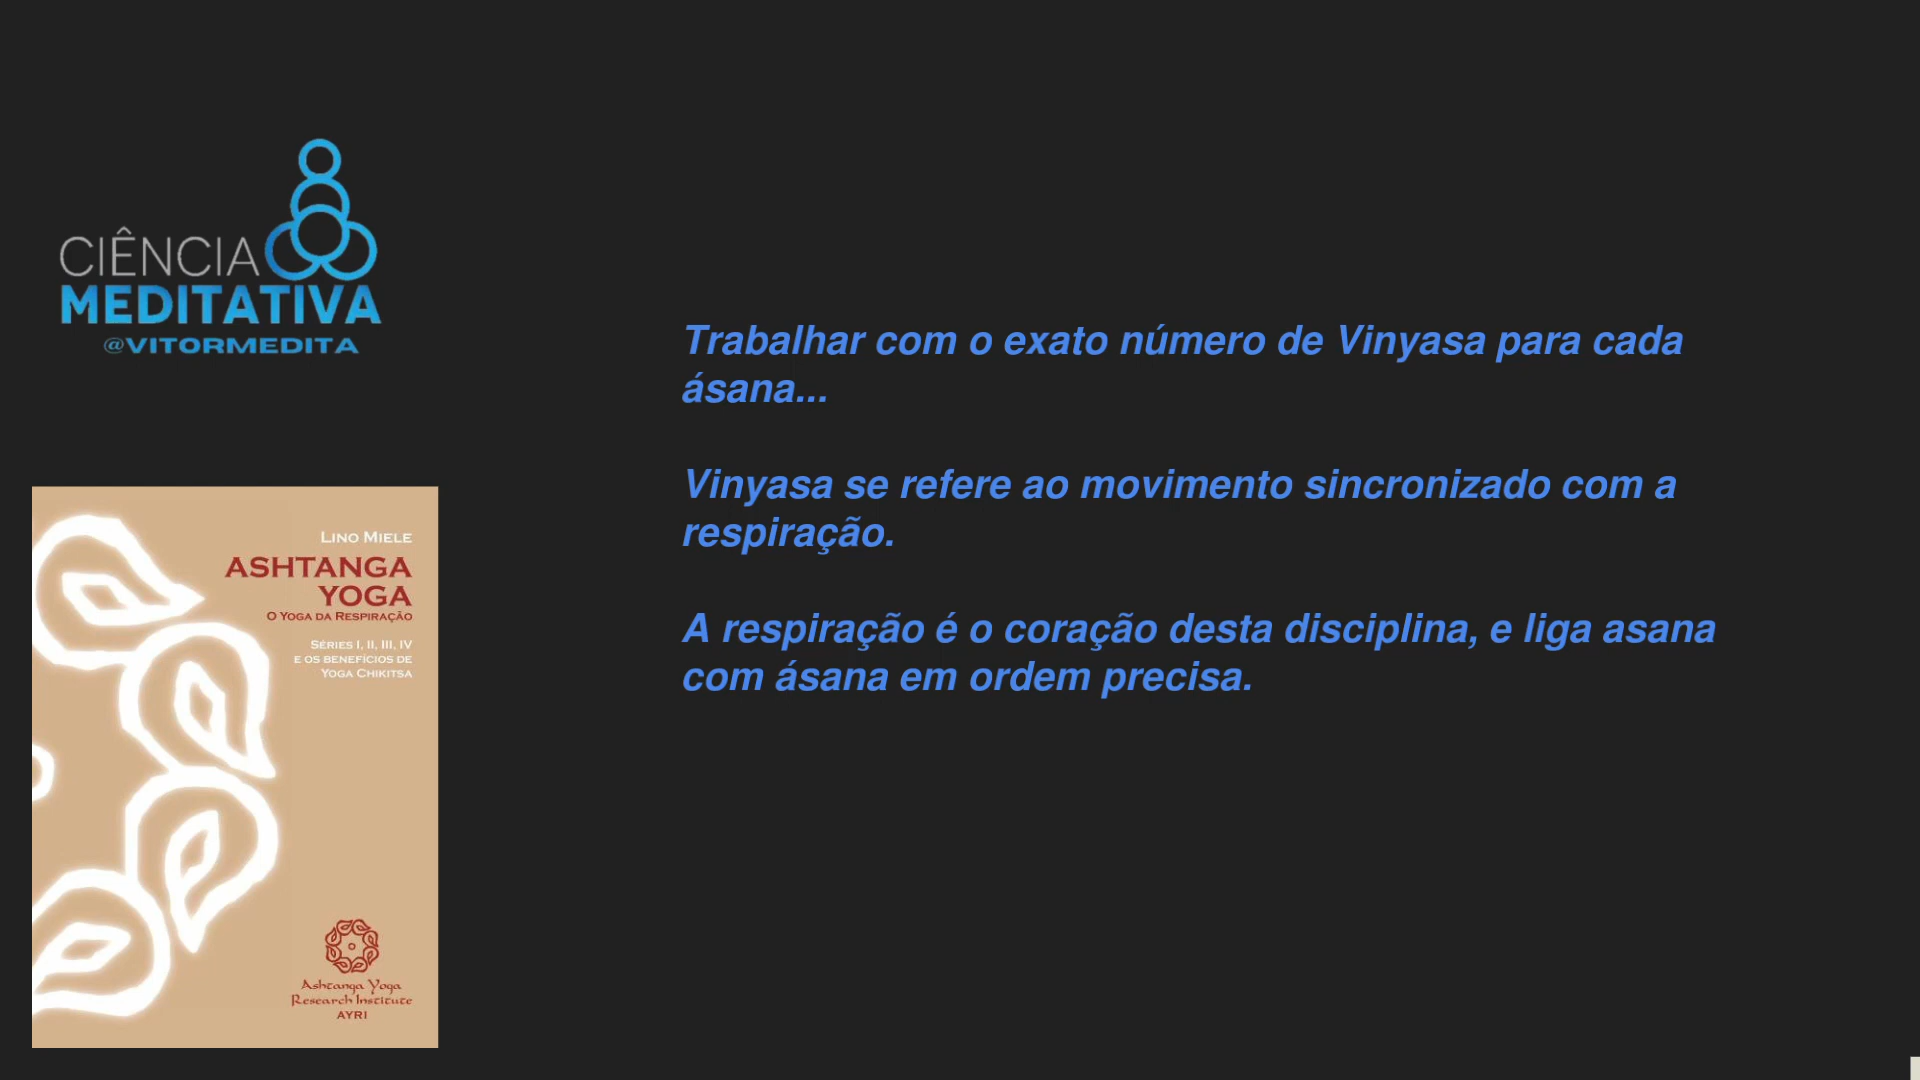 CIÊNCIA
MEDITATIVA
@VITORMEDITA
Trabalhar com o exato número de Vinyasa para cada
ásana...
Vinyasa se refere ao movimento sincronizado com a
respiração.
A respiração é o coração desta disciplina, e liga asana
com ásana em ordem precisa.
LINO MIELE
ASHTANGA
YOGA
O YOGA DA RESPIRAÇÃO
SÉRIES I, II, III, IV
E OS BENEFÍCIOS DE
YOGA CHIKITSA
Ashtanga Yoga
Research Institute
AYRI